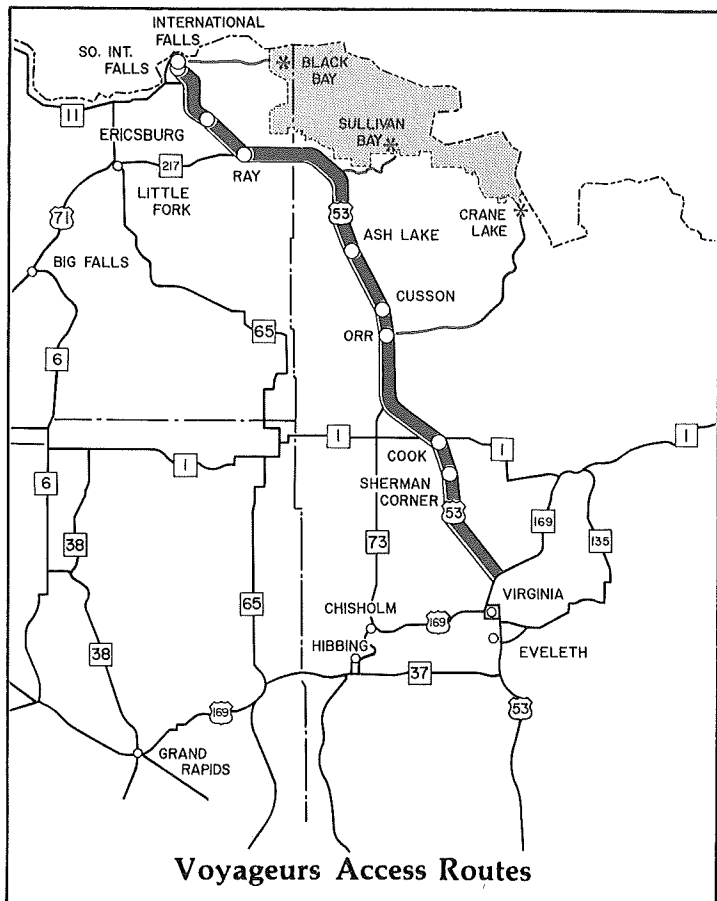 INTERNATIONAL
FALLS
SO. INT.
FALLS
BLACK
BAY
11
ERICSBURG
SULLIVAN
BAY
217
RAY
LITTLE
FORK
71
53
CRANE
LAKE
ASH LAKE
BIG FALLS
CUSSON
65
ORR
6
1
1
1
COOK
1
6
SHERMAN
CORNER
53
38
73
169
135
65
CHISHOLM
VIRGINIA
169
HIBBING
EVELETH
38
37
169
53
GRAND
RAPIDS
Voyageurs Access Routes